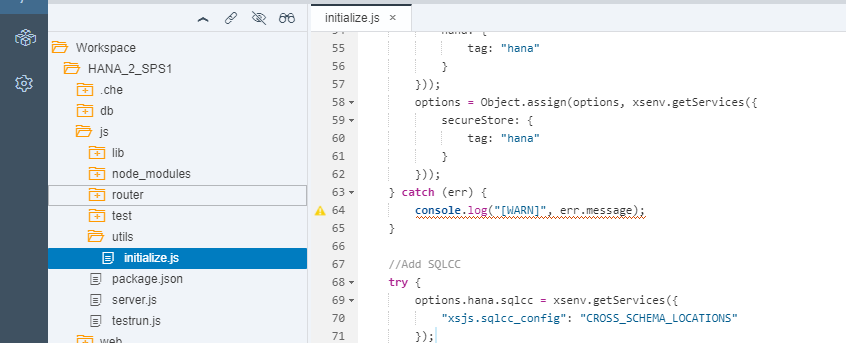 initialize.js ×
Workspace
HANA_2_SPS1
.che
db
js
lib
node_modules
router
test
utils
initialize.js
package.json
server.js
testrun.js
web
54 hana: {
55 tag: "hana"
56 }
57 }));
58 options = Object.assign(options, xsenv.getServices({
59 secureStore: {
60 tag: "hana"
61 }
62 }));
63 } catch (err) {
64 console.log("[WARN]", err.message);
65 }
66
67 //Add SQLCC
68 try {
69 options.hana.sqlcc = xsenv.getServices({
70 "xsjs.sqlcc_config": "CROSS_SCHEMA_LOCATIONS"
71 });